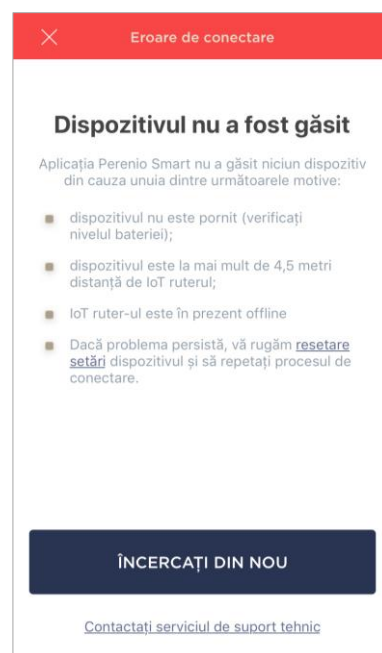 Eroare de conectare
Dispozitivul nu a fost găsit
Aplicația Perenio Smart nu a găsit niciun dispozitiv
din cauza unuia dintre următoarele motive:
dispozitivul nu este pornit (verificați
nivelul bateriei);
dispozitivul este la mai mult de 4,5 metri
distanță de IoT ruterul;
IoT ruter-ul este în prezent offline
Dacă problema persistă, vă rugăm resetare
setări dispozitivul și să repetați procesul de
conectare.
ÎNCERCAȚI DIN NOU
Contactați serviciul de suport tehnic